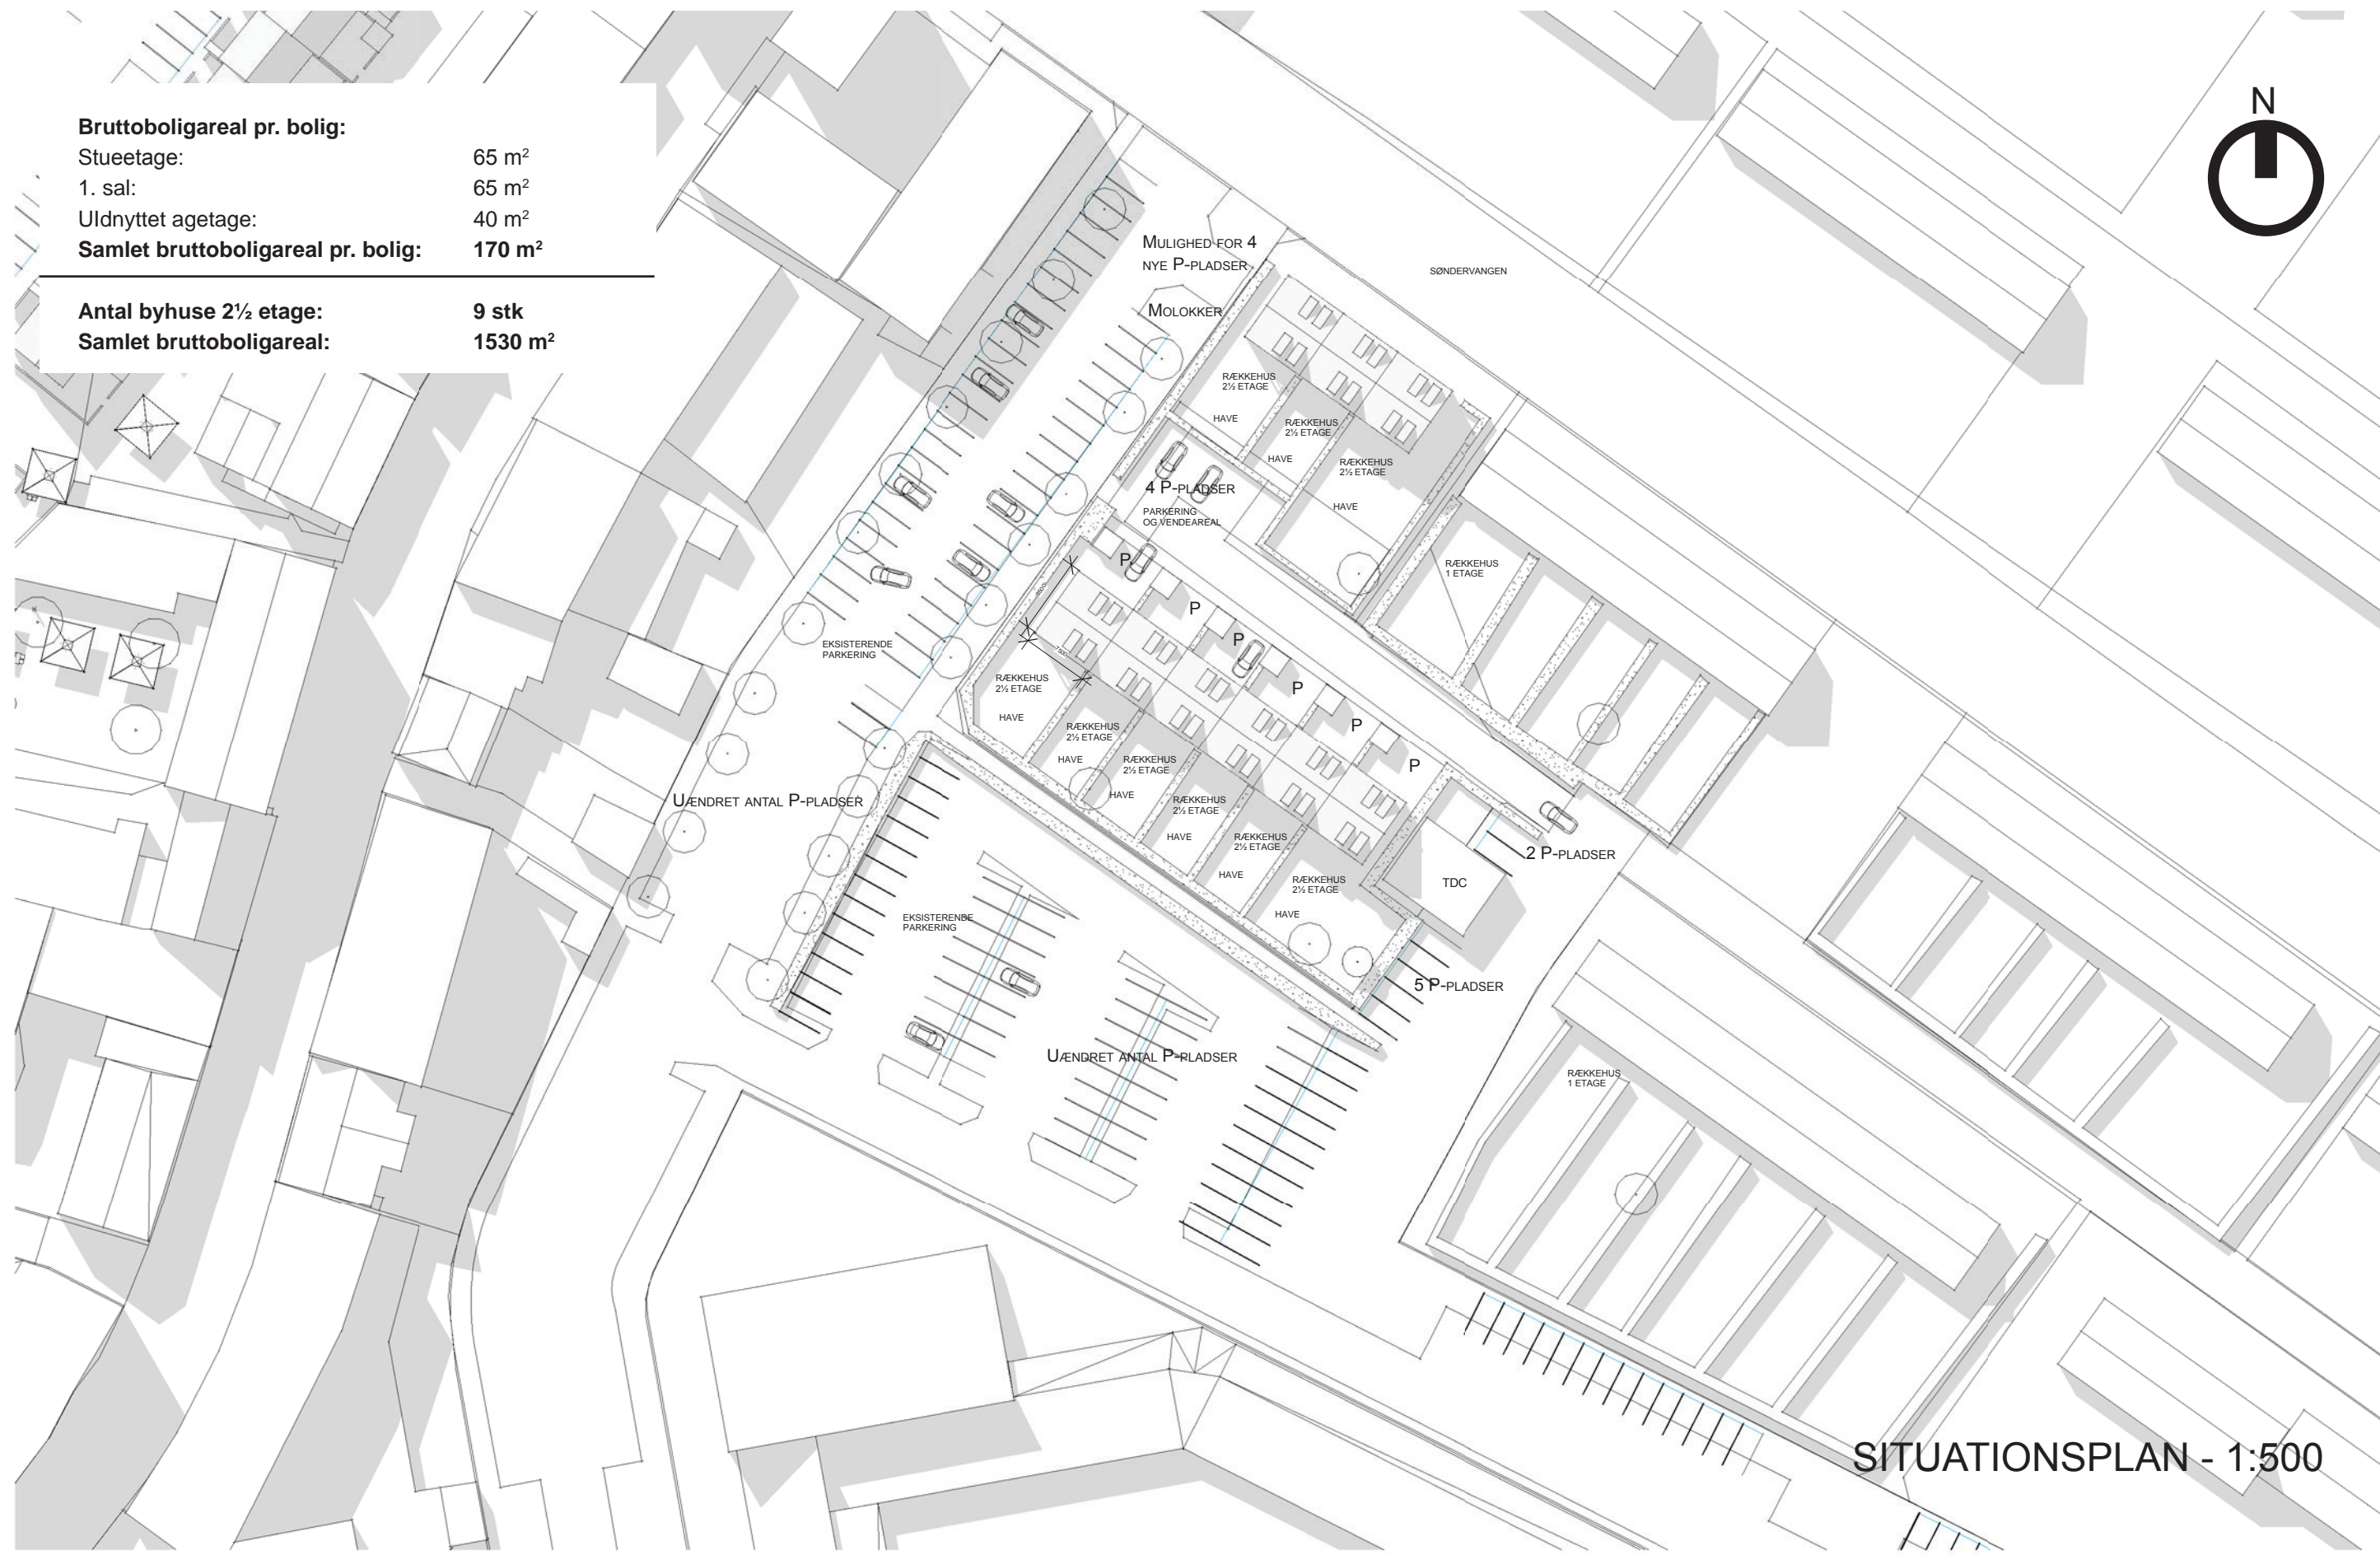 Bruttoboligareal pr. bolig:
Stueetage: 65 m²
1. sal: 65 m²
UIdnyttet agetage: 40 m²
Samlet bruttoboligareal pr. bolig: 170 m²
Antal byhuse 2½ etage: 9 stk
Samlet bruttoboligareal: 1530 m²
N
MULIGHED FOR 4
NYE P-PLADSER
MOLOKKER
SØNDERVANGEN
RÆKKEHUS
2½ ETAGE
HAVE
RÆKKEHUS
2½ ETAGE
HAVE
RÆKKEHUS
2½ ETAGE
HAVE
4 P-PLADSER
PARKERING
OG VENDEAREAL
P
P
P
P
P
P
RÆKKEHUS
1 ETAGE
EKSISTERENDE
PARKERING
7500
RÆKKEHUS
2½ ETAGE
HAVE
RÆKKEHUS
2½ ETAGE
HAVE
RÆKKEHUS
2½ ETAGE
HAVE
RÆKKEHUS
2½ ETAGE
HAVE
RÆKKEHUS
2½ ETAGE
HAVE
RÆKKEHUS
2½ ETAGE
HAVE
UÆNDRET ANTAL P-PLADSER
2 P-PLADSER
TDC
EKSISTERENDE
PARKERING
5 P-PLADSER
UÆNDRET ANTAL P-PLADSER
RÆKKEHUS
1 ETAGE
SITUATIONSPLAN - 1:500